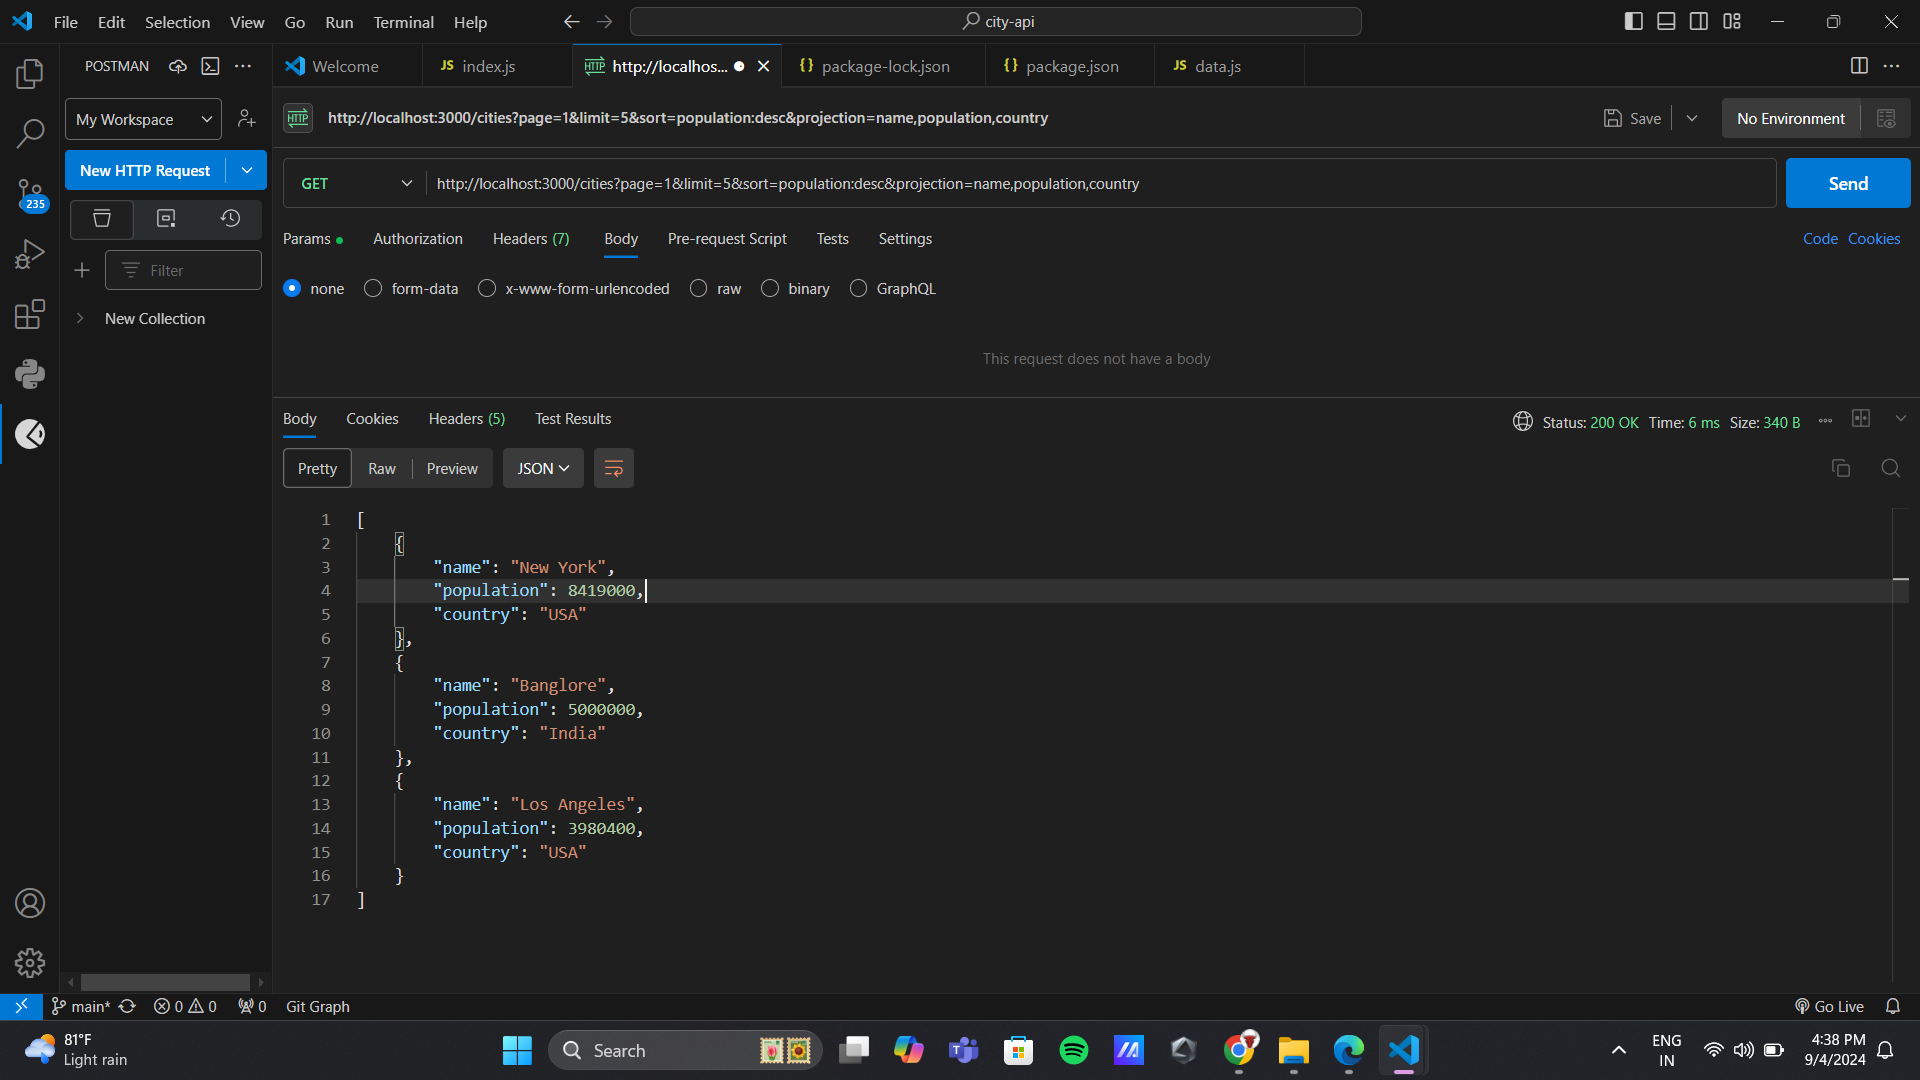 File Edit Selection View Go Run Terminal Help city-api
POSTMAN
Welcome JS index.js HTTP http://localhos... {} package-lock.json {} package.json JS data.js
My Workspace
HTTP http://localhost:3000/cities?page=1&limit=5&sort=population:desc&projection=name,population,country Save No Environment
New HTTP Request
GET http://localhost:3000/cities?page=1&limit=5&sort=population:desc&projection=name,population,country Send
235
Params Authorization Headers (7) Body Pre-request Script Tests Settings Code Cookies
Filter
none form-data x-www-form-urlencoded raw binary GraphQL
New Collection
This request does not have a body
Body Cookies Headers (5) Test Results Status: 200 OK Time: 6 ms Size: 340 B
Pretty Raw Preview JSON
1 [
2 {
3 "name": "New York",
4 "population": 8419000,
5 "country": "USA"
6 },
7 {
8 "name": "Banglore",
9 "population": 5000000,
10 "country": "India"
11 },
12 {
13 "name": "Los Angeles",
14 "population": 3980400,
15 "country": "USA"
16 }
17 ]
main* 0 0 0 Git Graph Go Live
81°F
Light rain
Search
ENG
IN
4:38 PM
9/4/2024